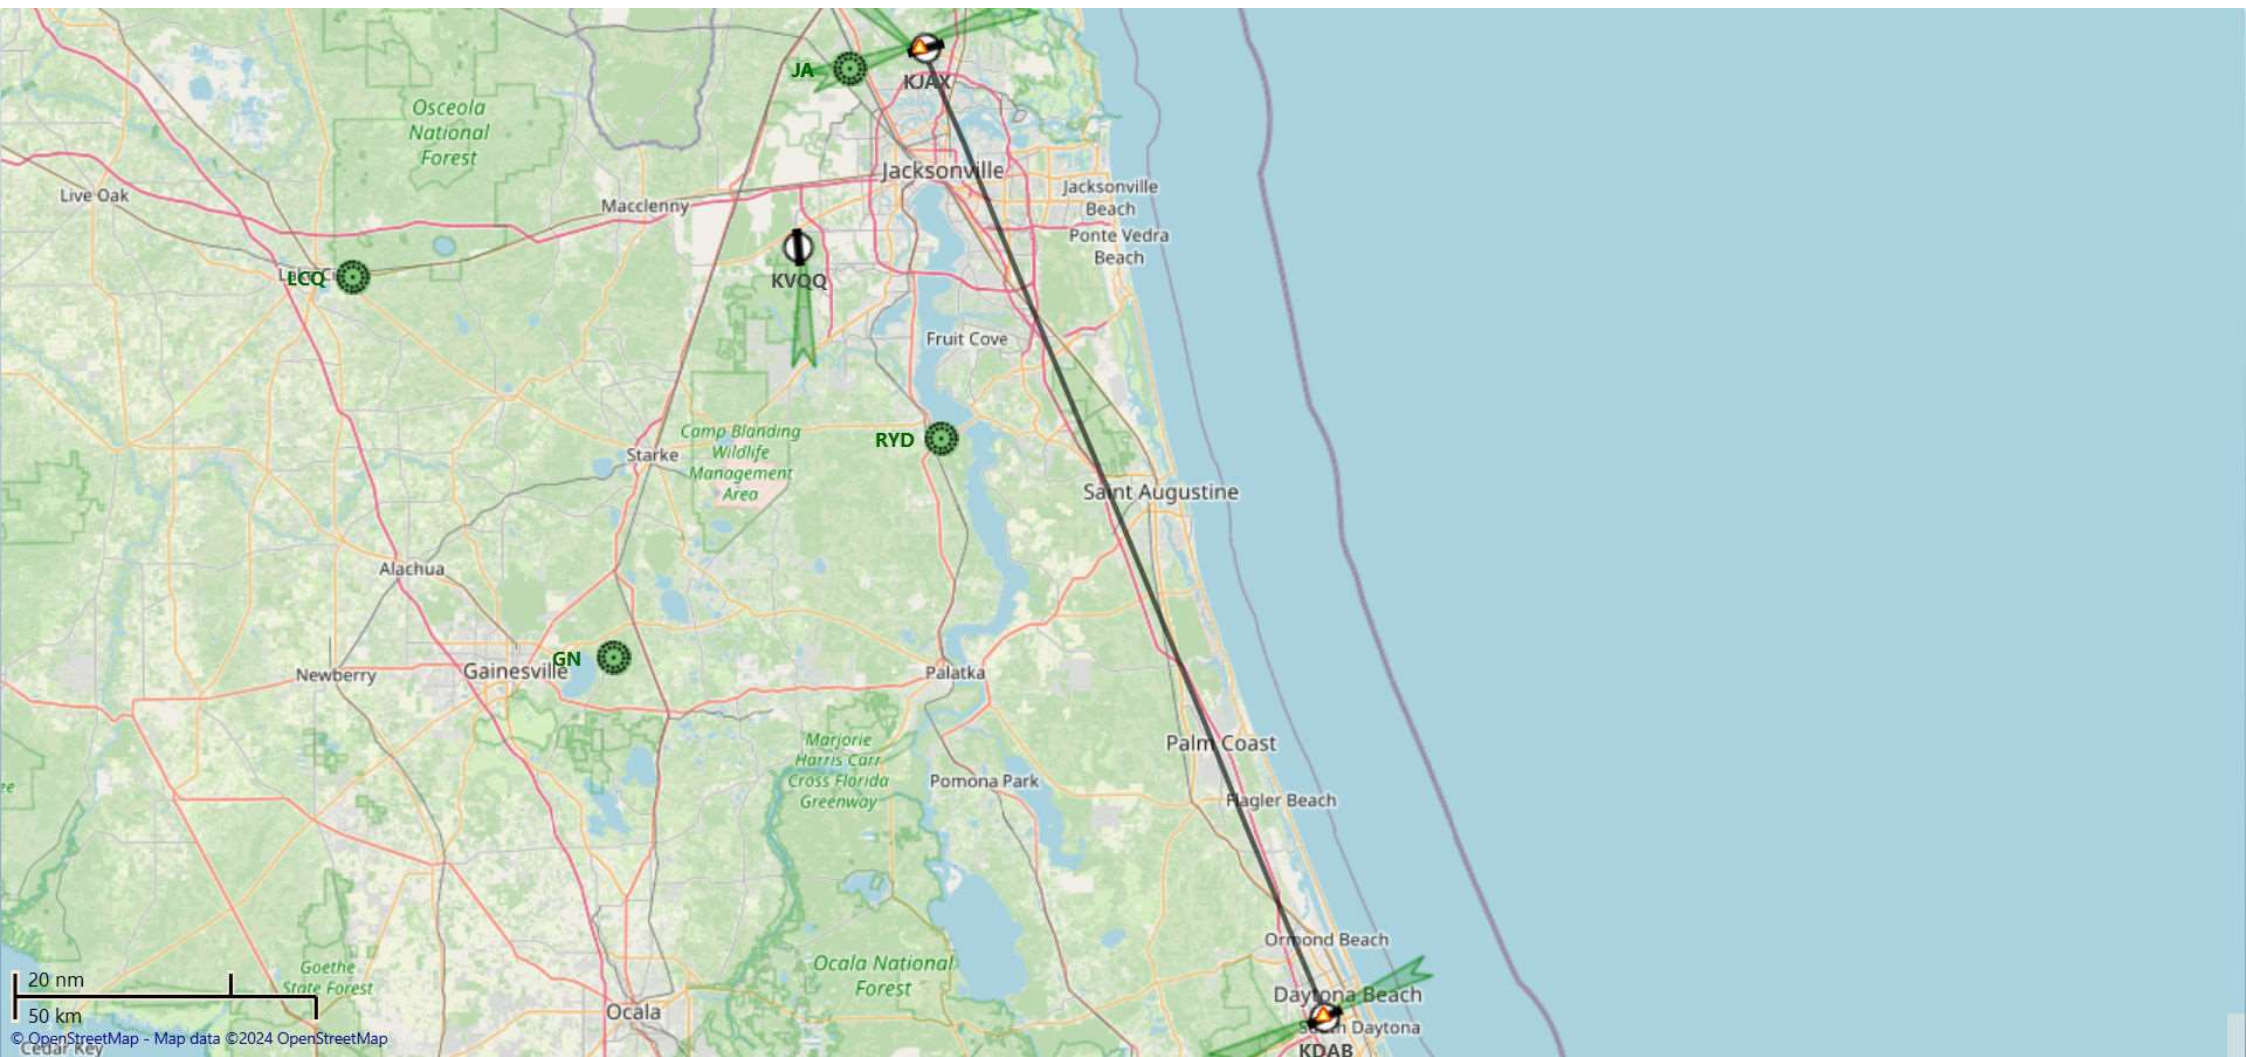 JA
KJAX
Osceola
National
Forest
Jacksonville
Live Oak
Macclenny
Jacksonville
Beach
Ponte Vedra
Beach
LCQ
KVQQ
Fruit Cove
Camp Blanding
Wildlife
Management
Area
RYD
Starke
Saint Augustine
Alachua
GN
Gainesville
Newberry
Palatka
Marjorie
Harris Carr
Cross Florida
Greenway
Palm Coast
Pomona Park
Flagler Beach
Ormond Beach
Ocala National
Forest
Goethe
State Forest
Daytona Beach
Ocala
Daytona
KDAB
20 nm
50 km
© OpenStreetMap - Map data ©2024 OpenStreetMap
Cedar Key